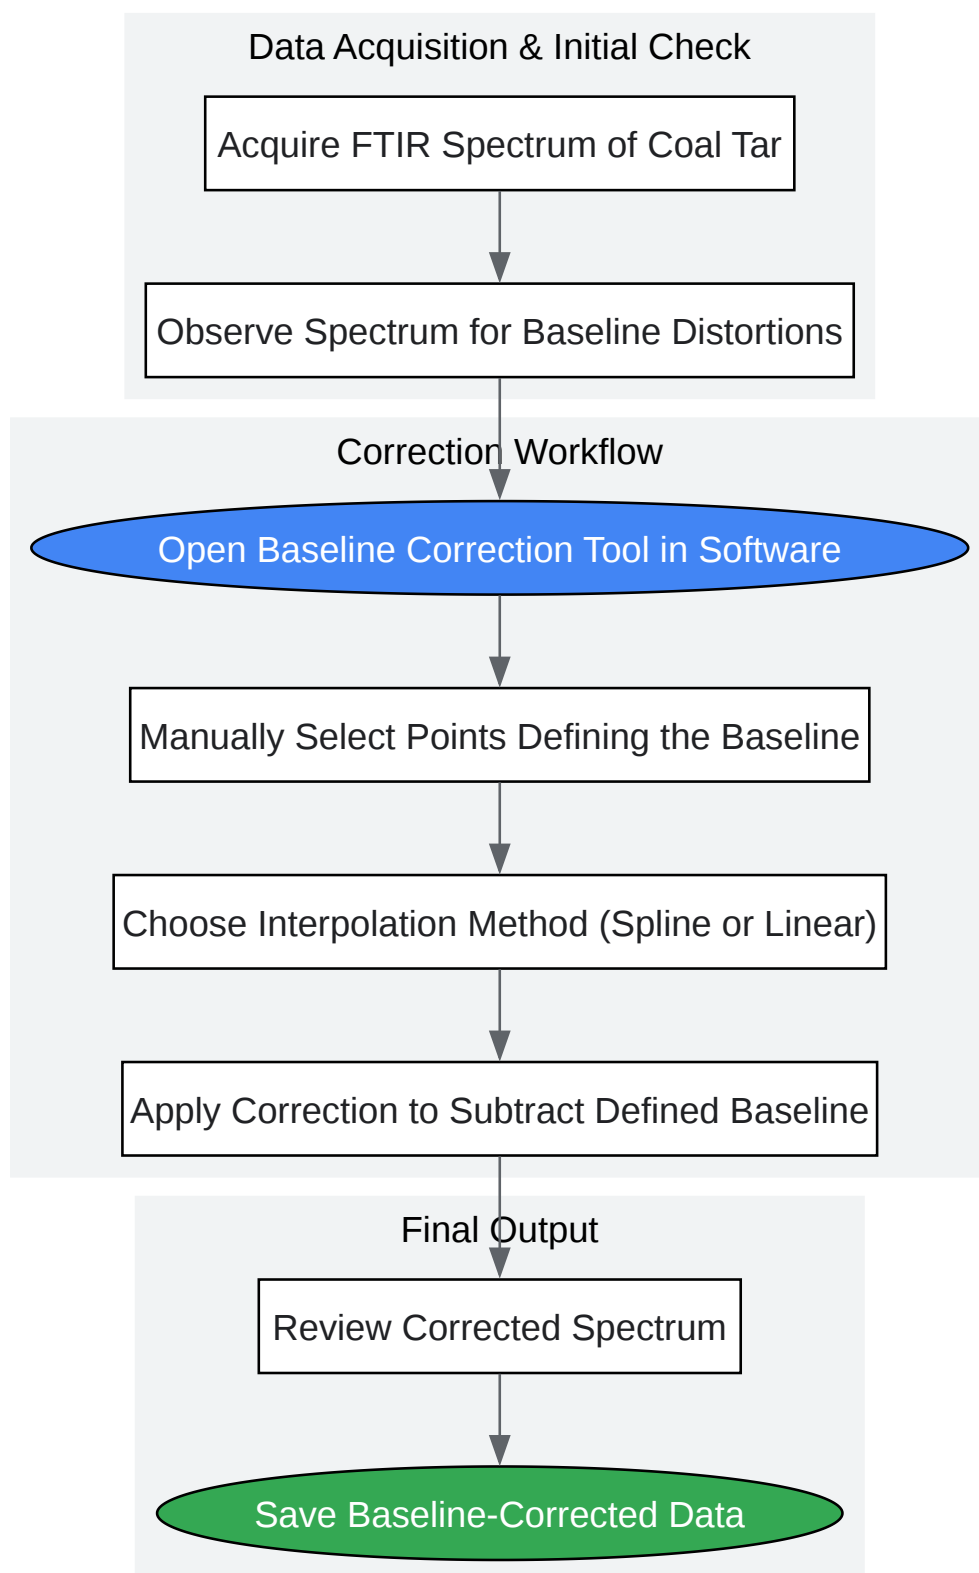 Data Acquisition & Initial Check
Acquire FTIR Spectrum of Coal Tar
Observe Spectrum for Baseline Distortions
Correction Workflow
Open Baseline Correction Tool in Software
Manually Select Points Defining the Baseline
Choose Interpolation Method (Spline or Linear)
Apply Correction to Subtract Defined Baseline
Final Output
Review Corrected Spectrum
Save Baseline-Corrected Data